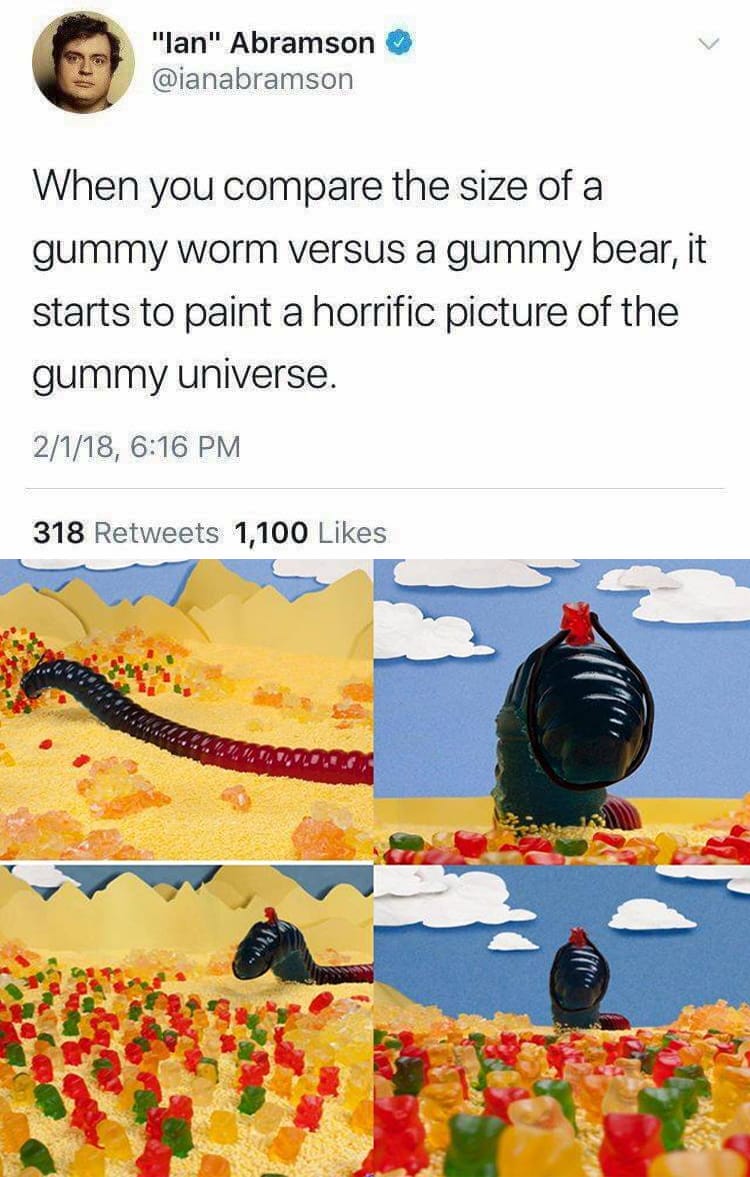 "Ian" Abramson
@ianabramson
When you compare the size of a
gummy worm versus a gummy bear, it
starts to paint a horrific picture of the
gummy universe.
2/1/18, 6:16 PM
318 Retweets 1,100 Likes